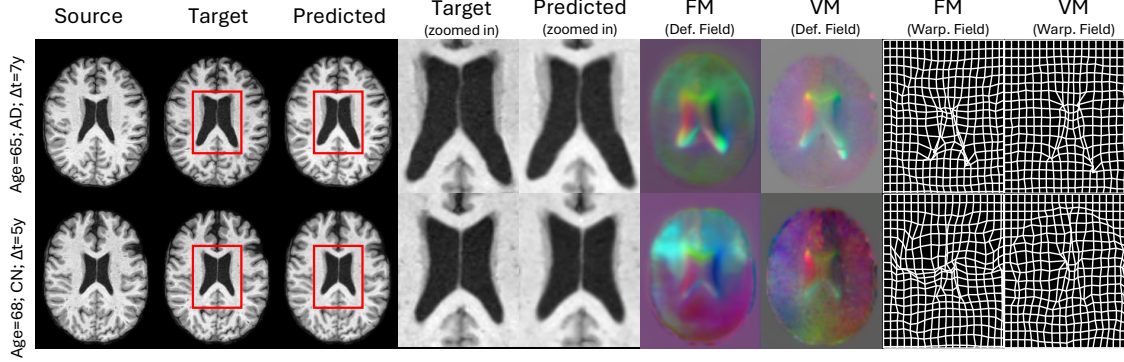 Source
Target
Predicted
Target
(zoomed in)
Predicted
(zoomed in)
FM
(Def. Field)
VM
(Def. Field)
FM
(Warp. Field)
VM
(Warp. Field)
Age=65; AD; Δt=7y
Age=68; CN; Δt=5y